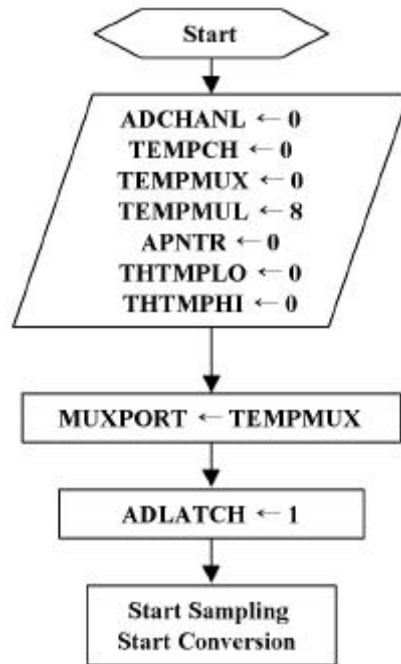 Start
ADCHANL ← 0
TEMPCH ← 0
TEMPMUX ← 0
TEMPMUL ← 8
APNTR ← 0
THTMPLO ← 0
THTMPHI ← 0
MUXPORT ← TEMPMUX
ADLATCH ← 1
Start Sampling
Start Conversion